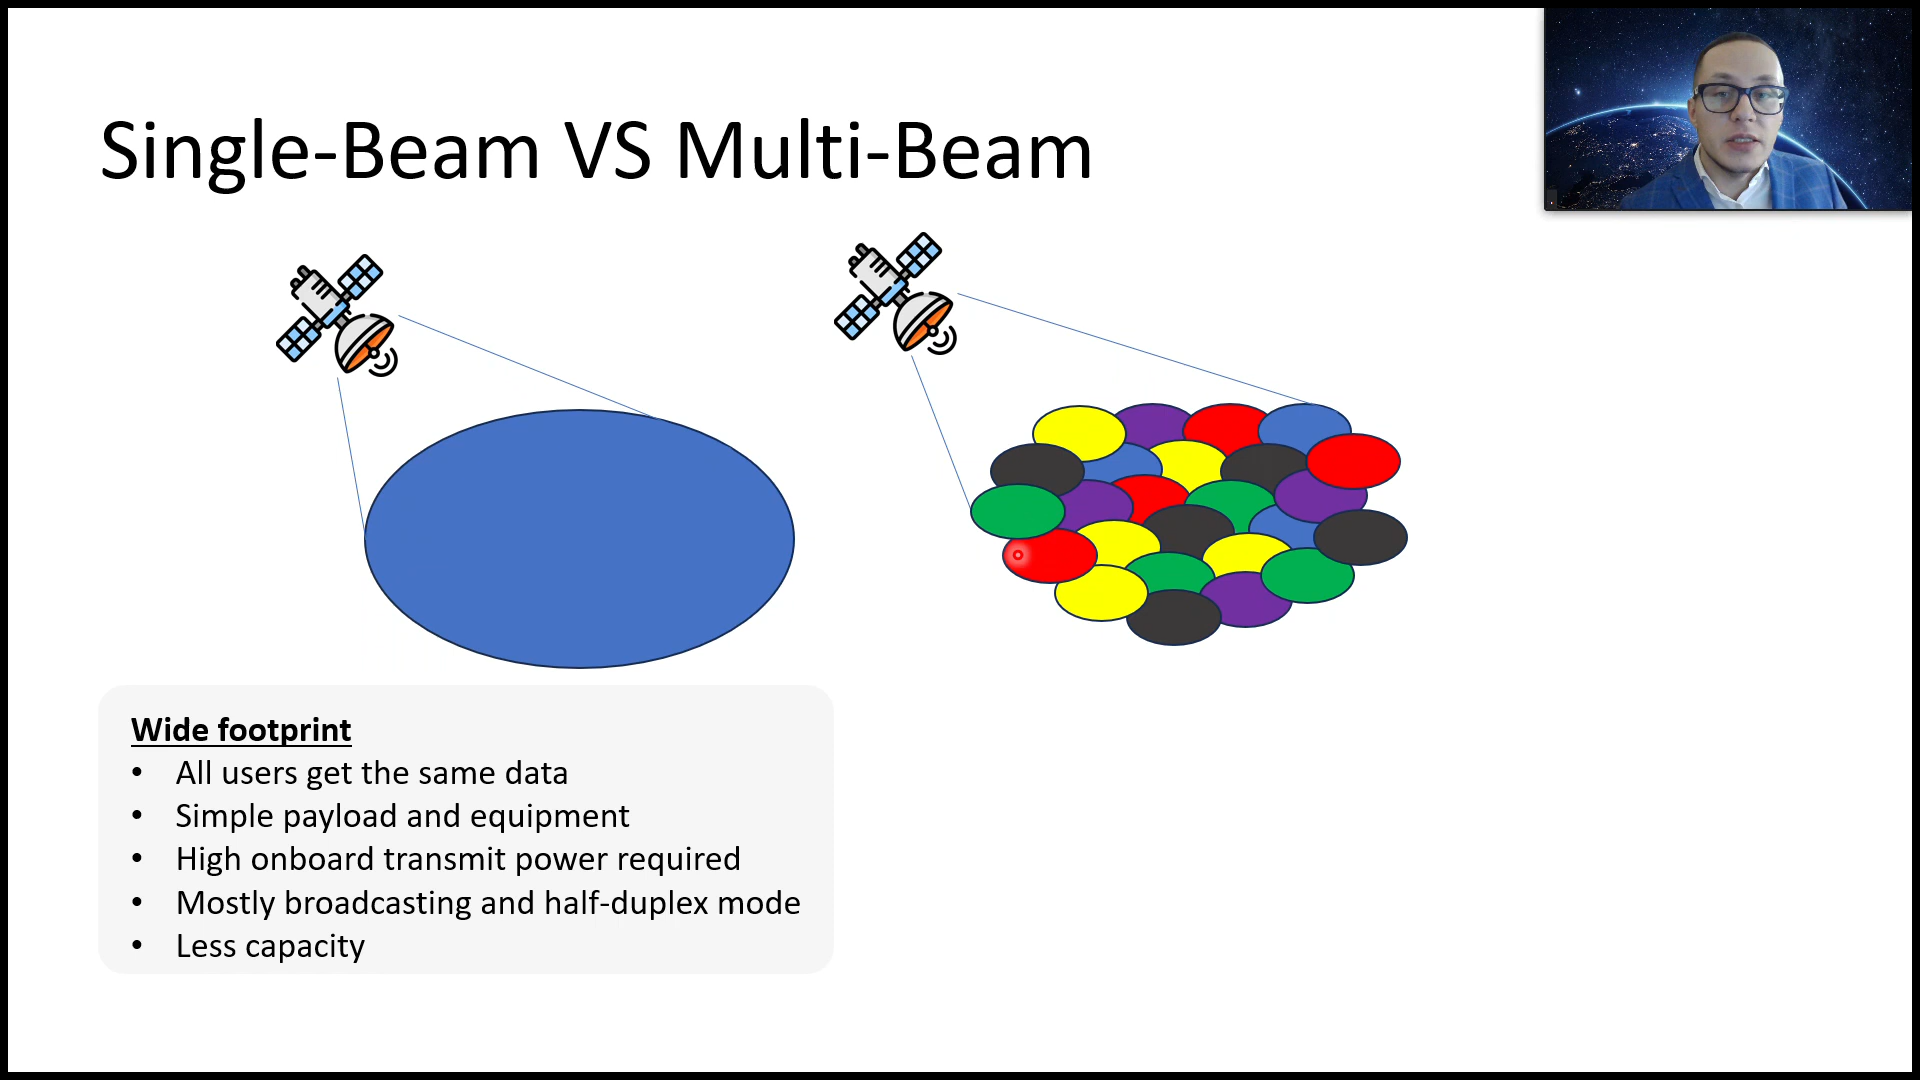 Single-Beam VS Multi-Beam
Wide footprint
• All users get the same data
• Simple payload and equipment
• High onboard transmit power required
• Mostly broadcasting and half-duplex mode
• Less capacity